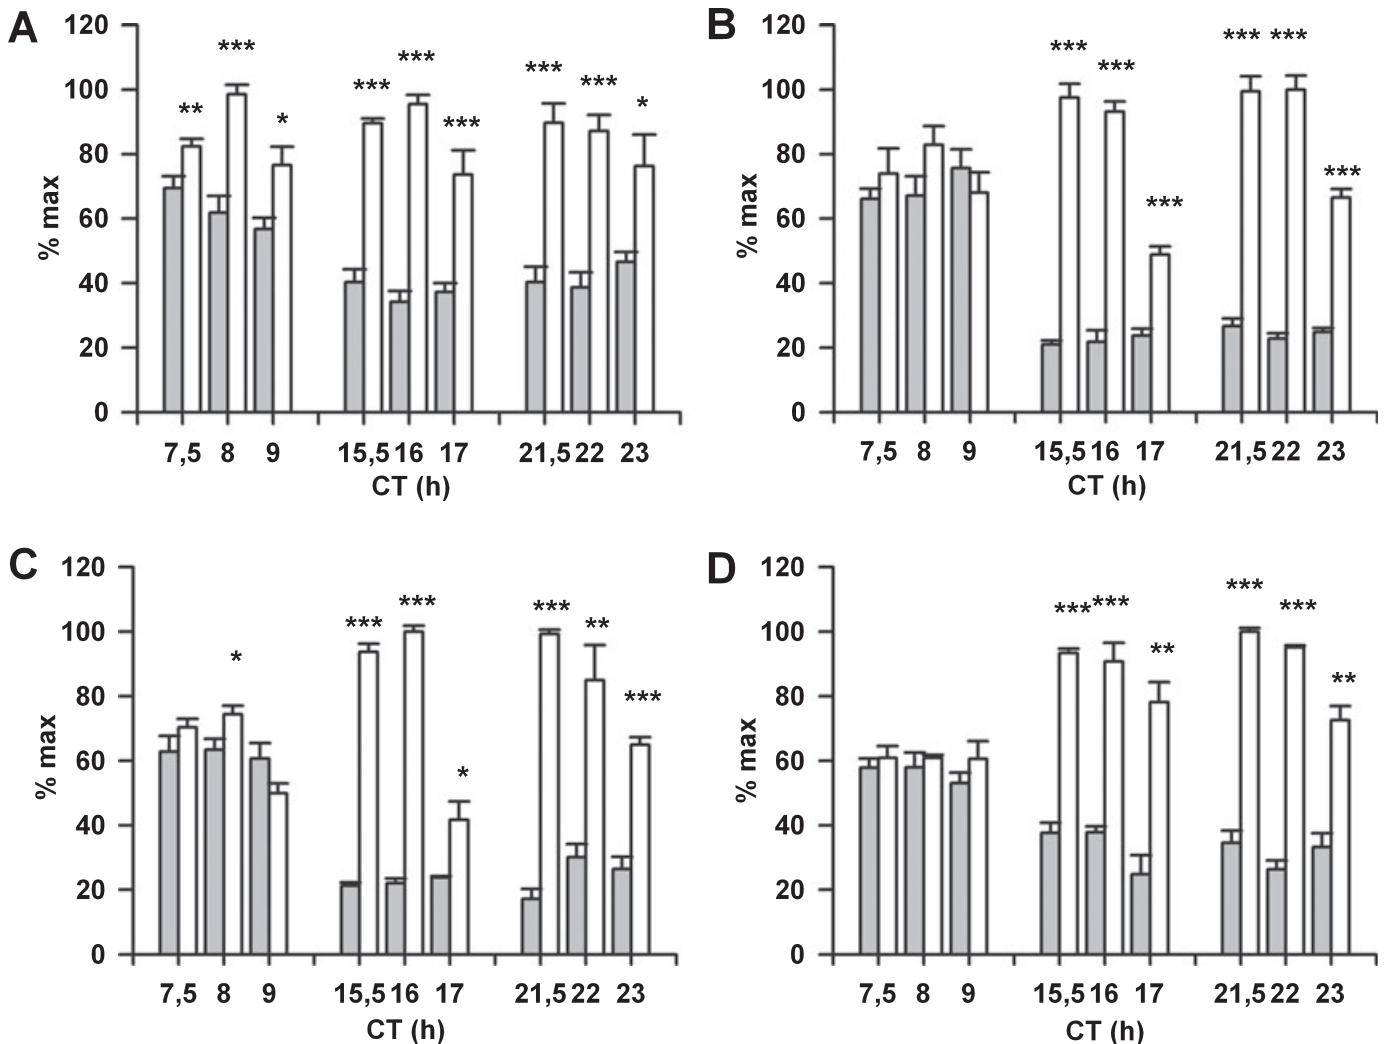 A
120
100
80
60
40
20
0
% max
** *** * *** *** *** *** *** *
7,5 8 9 15,5 16 17 21,5 22 23
CT (h)
B
120
100
80
60
40
20
0
% max
*** *** *** *** *** ***
7,5 8 9 15,5 16 17 21,5 22 23
CT (h)
C
120
100
80
60
40
20
0
% max
* *** *** * *** ** ***
7,5 8 9 15,5 16 17 21,5 22 23
CT (h)
D
120
100
80
60
40
20
0
% max
*** *** ** *** *** **
7,5 8 9 15,5 16 17 21,5 22 23
CT (h)